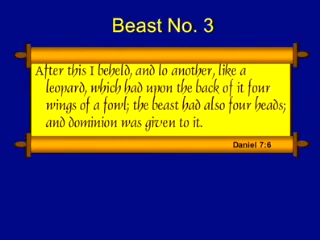 Beast No. 3
After this I beheld, and lo another, like a
leopard, which had upon the back of it four
wings of a fowl; the beast had also four heads;
and dominion was given to it.
Daniel 7:6